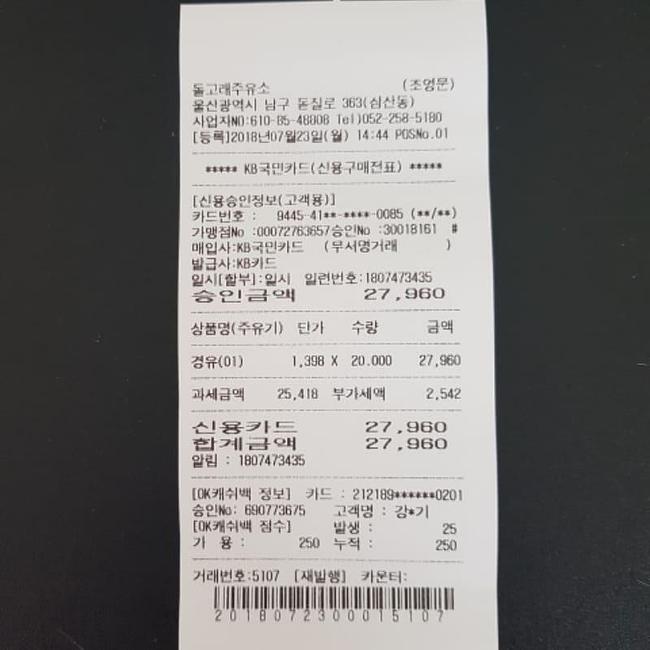 돌고래주유소 (조영문)
울산광역시 남구 돋질로 363(삼산동)
사업자NO:610-85-48808 Tel)052-258-5180
[등록]2018년07월23일(월) 14:44 POSNo.01
***** KB국민카드(신용구매전표) *****
[신용승인정보(고객용)]
카드번호 : 9445-41**-****-0085 (**/**)
가맹점No :00072763657승인No :30018161 #
매입사:KB국민카드 (무서명거래 )
발급사:KB카드
일시[할부]:일시 일련번호:1807473435
승인금액 27,960
상품명(주유기) 단가 수량 금액
경유(01) 1,398 X 20.000 27,960
과세금액 25,418 부가세액 2,542
신용카드 27,960
합계금액 27,960
알림 : 1807473435
[OK캐쉬백 정보] 카드 : 212189******0201
승인No: 690773675 고객명 : 강*기
[OK캐쉬백 점수] 발생 : 25
가 용 : 250 누적 : 250
거래번호:5107 [재발행] 카운터:
2018072300015107